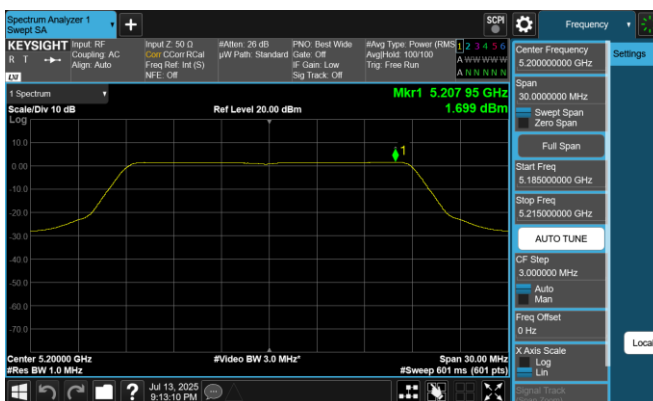 Spectrum Analyzer 1
Swept SA
SCPI
Frequency
KEYSIGHT
R T
LXI
Input: RF
Coupling: AC
Align: Auto
Input Z: 50 Ω
Corr CCorr RCal
Freq Ref: Int (S)
NFE: Off
#Atten: 26 dB
µW Path: Standard
PNO: Best Wide
Gate: Off
IF Gain: Low
Sig Track: Off
#Avg Type: Power (RMS
Avg|Hold: 100/100
Trig: Free Run
1 2 3 4 5 6
A W W W W W
A N N N N N
1 Spectrum
Scale/Div 10 dB
Log
Ref Level 20.00 dBm
Mkr1 5.207 95 GHz
1.699 dBm
1
10.0
0.00
-10.0
-20.0
-30.0
-40.0
-50.0
-60.0
-70.0
Center 5.20000 GHz
#Res BW 1.0 MHz
#Video BW 3.0 MHz*
Span 30.00 MHz
#Sweep 601 ms (601 pts)
Jul 13, 2025
9:13:10 PM
?
Center Frequency
5.200000000 GHz
Settings
Span
30.0000000 MHz
Swept Span
Zero Span
Full Span
Start Freq
5.185000000 GHz
Stop Freq
5.215000000 GHz
AUTO TUNE
CF Step
3.000000 MHz
Auto
Man
Freq Offset
0 Hz
X Axis Scale
Log
Lin
Local
Signal Track